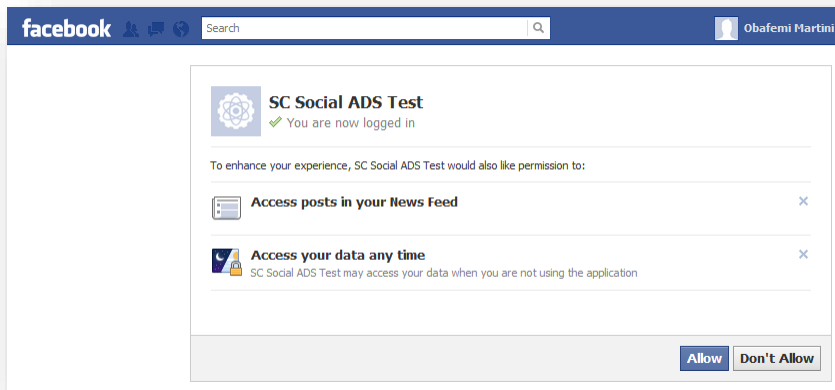 facebook Search Obafemi Martini
SC Social ADS Test
You are now logged in
To enhance your experience, SC Social ADS Test would also like permission to:
Access posts in your News Feed
Access your data any time
SC Social ADS Test may access your data when you are not using the application
Allow Don't Allow